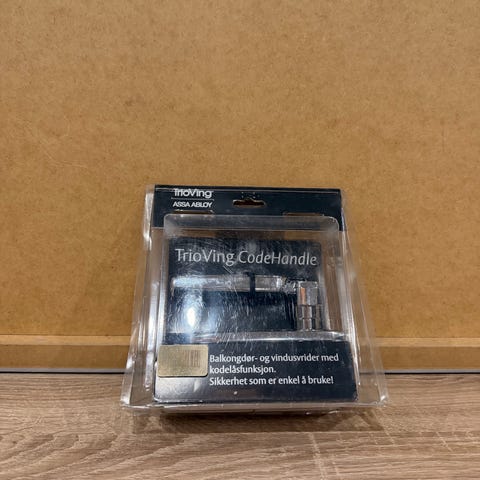 TrioVing
ASSA ABLOY
TrioVing CodeHandle
Balkongdør- og vindusvrider med
kodelåsfunksjon.
Sikkerhet som er enkel å bruke!